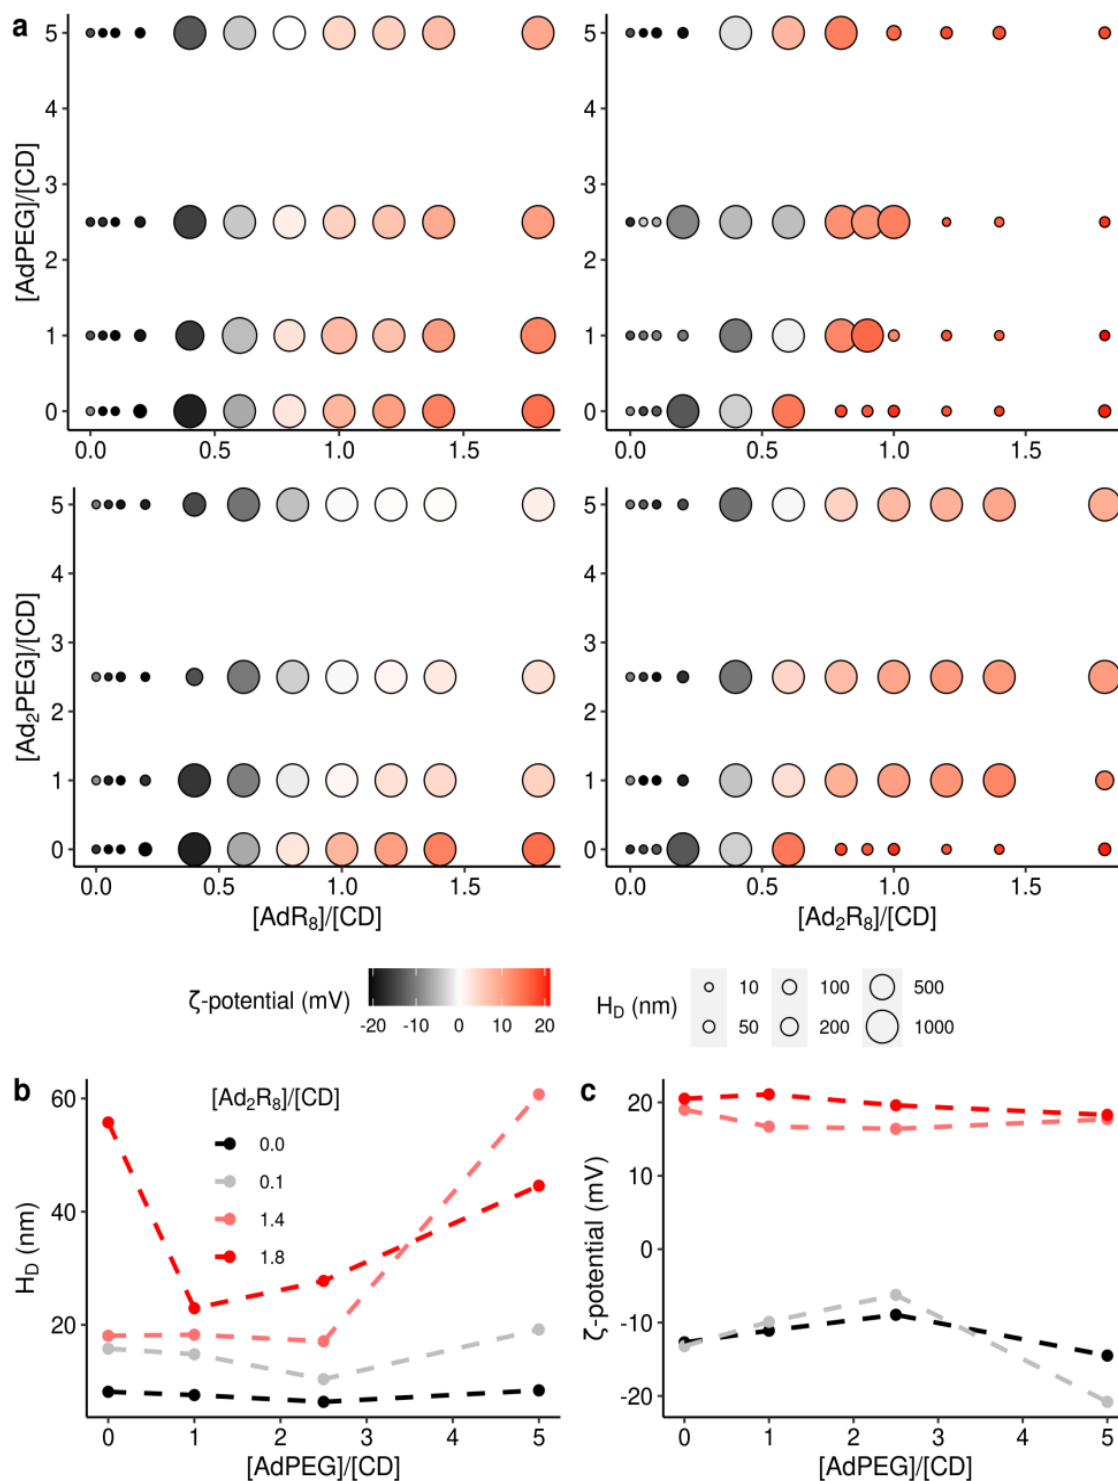 a
[AdPEG]/[CD]
5
4
3
2
1
0
0.0 0.5 1.0 1.5
5
4
3
2
1
0
0.0 0.5 1.0 1.5
[Ad₂PEG]/[CD]
5
4
3
2
1
0
0.0 0.5 1.0 1.5
[AdR₈]/[CD]
5
4
3
2
1
0
0.0 0.5 1.0 1.5
[Ad₂R₈]/[CD]
ζ-potential (mV)
-20 -10 0 10 20
H_D (nm)
10 100 500
50 200 1000
b
H_D (nm)
60
40
20
[Ad₂R₈]/[CD]
0.0
0.1
1.4
1.8
0 1 2 3 4 5
[AdPEG]/[CD]
c
ζ-potential (mV)
20
10
0
-10
-20
0 1 2 3 4 5
[AdPEG]/[CD]